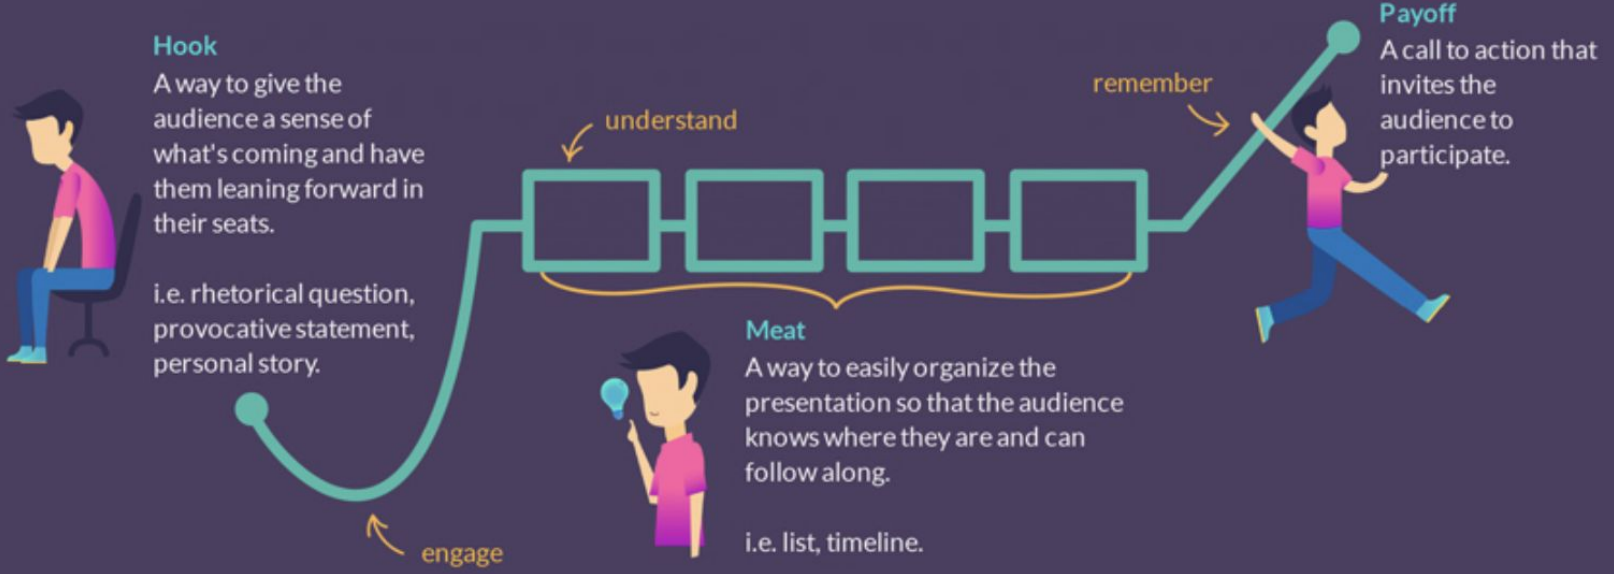 Hook
A way to give the
audience a sense of
what's coming and have
them leaning forward in
their seats.
i.e. rhetorical question,
provocative statement,
personal story.
engage
understand
Meat
A way to easily organize the
presentation so that the audience
knows where they are and can
follow along.
i.e. list, timeline.
remember
Payoff
A call to action that
invites the
audience to
participate.